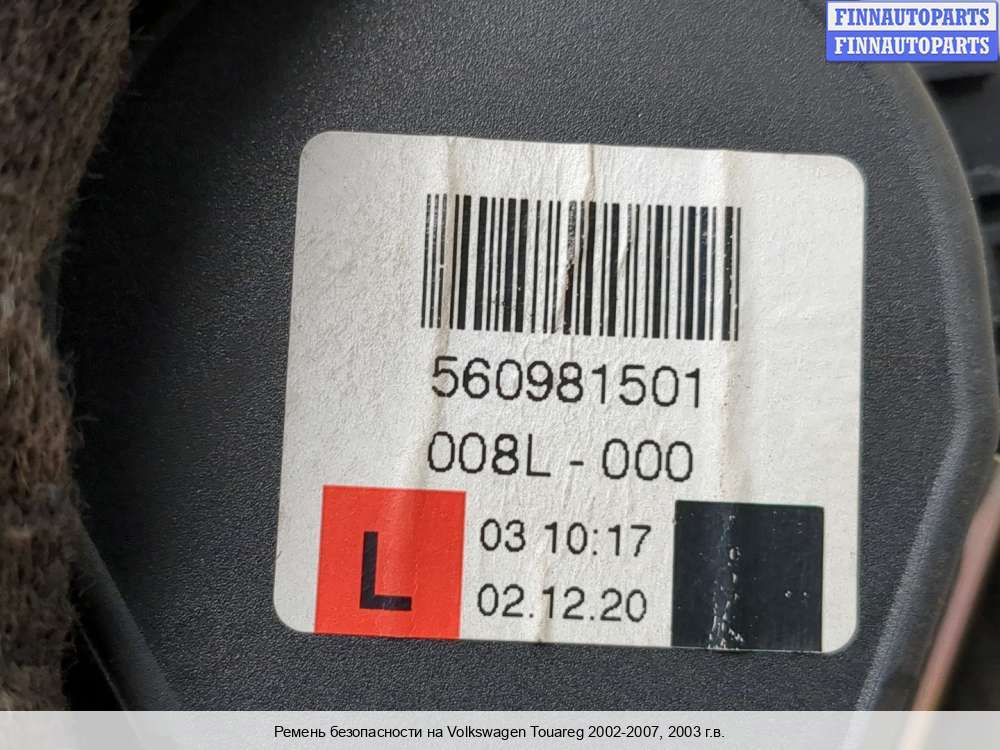 FINNAUTOPARTS
FINNAUTOPARTS
560981501
008L - 000
L
03 10:17
02.12.20
Ремень безопасности на Volkswagen Touareg 2002-2007, 2003 г.в.